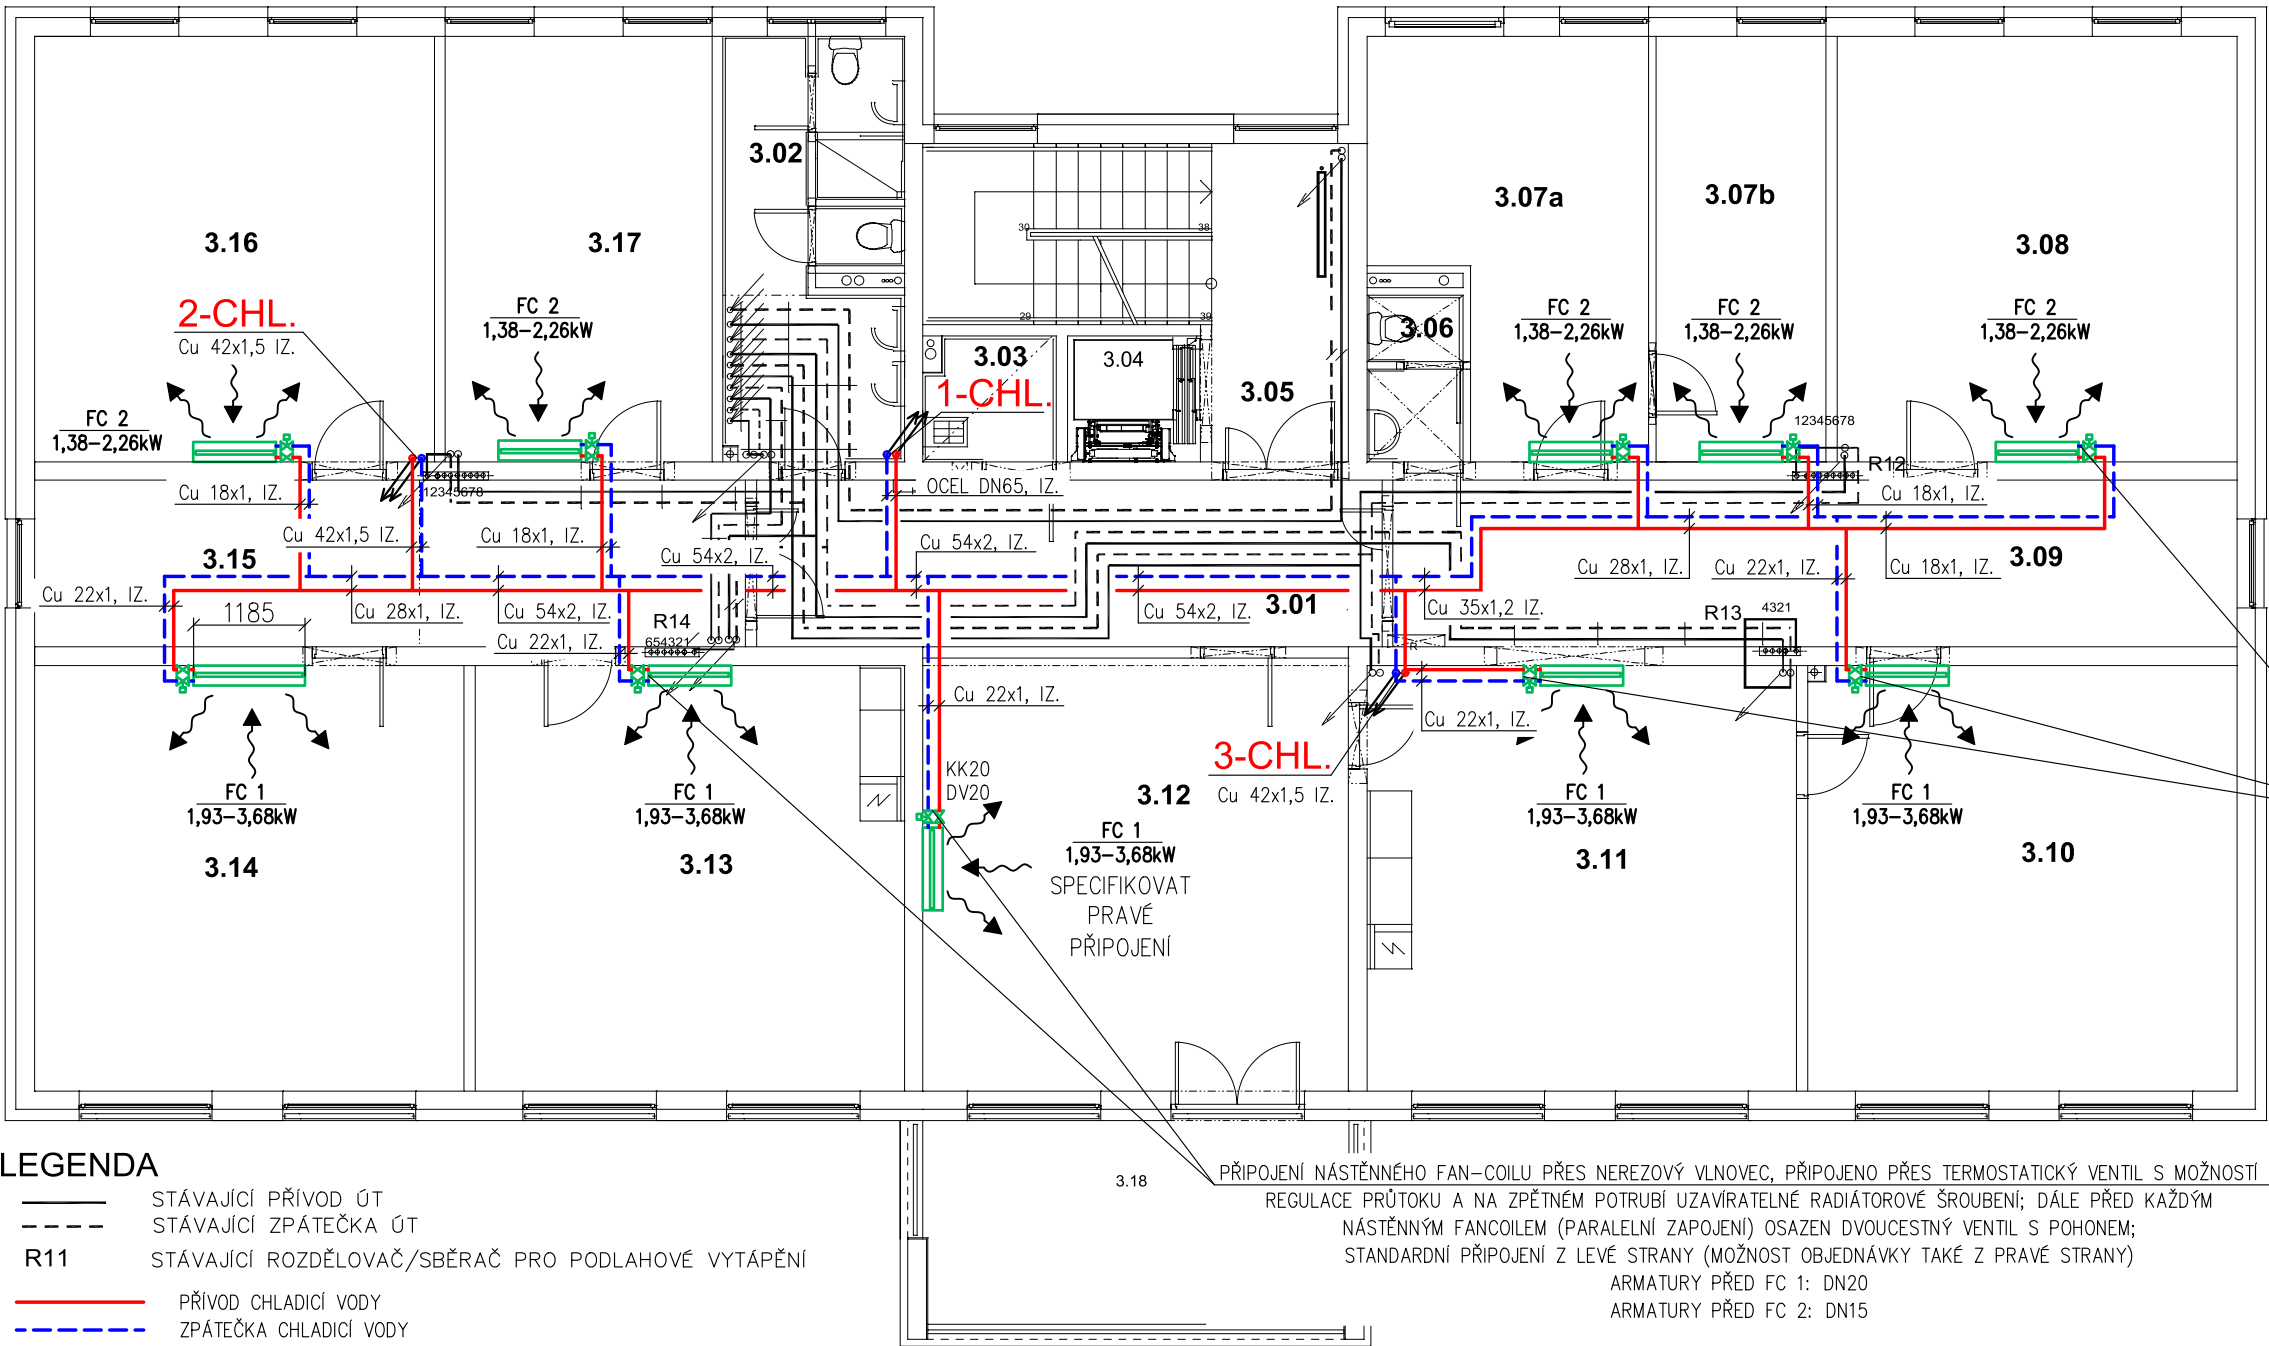 3.02
3.07a
3.07b
3.16
3.17
3.08
30
38
2-CHL.
Cu 42x1,5 IZ.
FC 2
1,38–2,26kW
29
39
FC 2
1,38–2,26kW
FC 2
1,38–2,26kW
FC 2
1,38–2,26kW
3.06
3.03
3.04
3.05
1-CHL.
FC 2
1,38–2,26kW
12345678
R12
12345678
Cu 18x1, IZ.
OCEL DN65, IZ.
Cu 18x1, IZ.
Cu 42x1,5 IZ.
Cu 18x1, IZ.
Cu 54x2, IZ.
Cu 54x2, IZ.
3.15
3.09
Cu 28x1, IZ.
Cu 22x1, IZ.
Cu 18x1, IZ.
Cu 22x1, IZ.
1185
Cu 28x1, IZ.
Cu 54x2, IZ.
R14
654321
Cu 22x1, IZ.
Cu 54x2, IZ.
3.01
Cu 35x1,2 IZ.
R13
4321
R
Cu 22x1, IZ.
Cu 22x1, IZ.
3-CHL.
Cu 42x1,5 IZ.
KK20
DV20
3.12
FC 1
1,93–3,68kW
FC 1
1,93–3,68kW
FC 1
1,93–3,68kW
FC 1
1,93–3,68kW
FC 1
1,93–3,68kW
3.14
3.13
3.11
3.10
SPECIFIKOVAT
PRAVÉ
PŘIPOJENÍ
LEGENDA
STÁVAJÍCÍ PŘÍVOD ÚT
STÁVAJÍCÍ ZPÁTEČKA ÚT
R11 STÁVAJÍCÍ ROZDĚLOVAČ/SBĚRAČ PRO PODLAHOVÉ VYTÁPĚNÍ
PŘÍVOD CHLADICÍ VODY
ZPÁTEČKA CHLADICÍ VODY
3.18
PŘIPOJENÍ NÁSTĚNNÉHO FAN–COILU PŘES NEREZOVÝ VLNOVEC, PŘIPOJENO PŘES TERMOSTATICKÝ VENTIL S MOŽNOSTÍ
REGULACE PRŮTOKU A NA ZPĚTNÉM POTRUBÍ UZAVÍRATELNÉ RADIÁTOROVÉ ŠROUBENÍ; DÁLE PŘED KAŽDÝM
NÁSTĚNNÝM FANCOILEM (PARALELNÍ ZAPOJENÍ) OSAZEN DVOUCESTNÝ VENTIL S POHONEM;
STANDARDNÍ PŘIPOJENÍ Z LEVÉ STRANY (MOŽNOST OBJEDNÁVKY TAKÉ Z PRAVÉ STRANY)
ARMATURY PŘED FC 1: DN20
ARMATURY PŘED FC 2: DN15